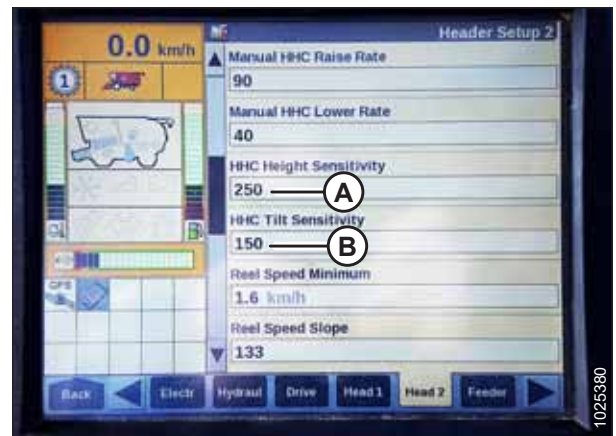 0.0 km/h
1
GPS
Header Setup 2
Manual HHC Raise Rate
90
Manual HHC Lower Rate
40
HHC Height Sensitivity
250 A
HHC Tilt Sensitivity
150 B
Reel Speed Minimum
1.6 km/h
Reel Speed Slope
133
Back Electr Hydraul Drive Head 1 Head 2 Feeder
1025380